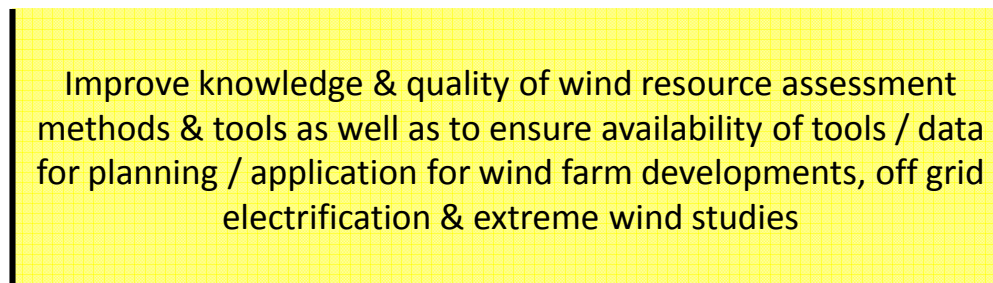 Improve knowledge & quality of wind resource assessment
methods & tools as well as to ensure availability of tools / data
for planning / application for wind farm developments, off grid
electrification & extreme wind studies